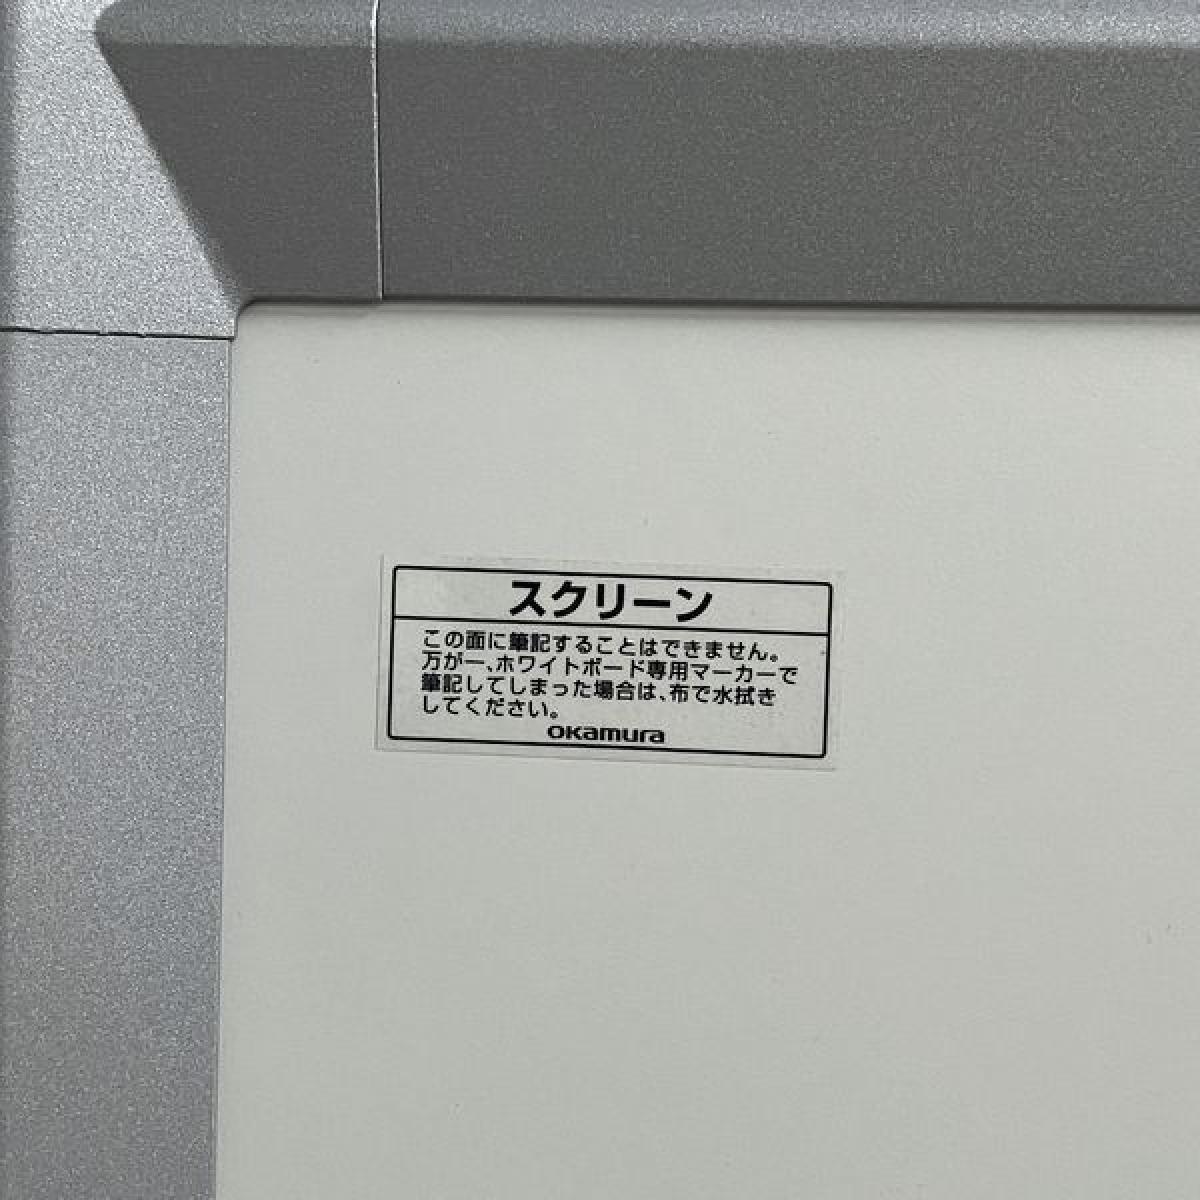 スクリーン
この面に筆記することはできません。
万が一、ホワイトボード専用マーカーで
筆記してしまった場合は、布で水拭き
してください。
okamura